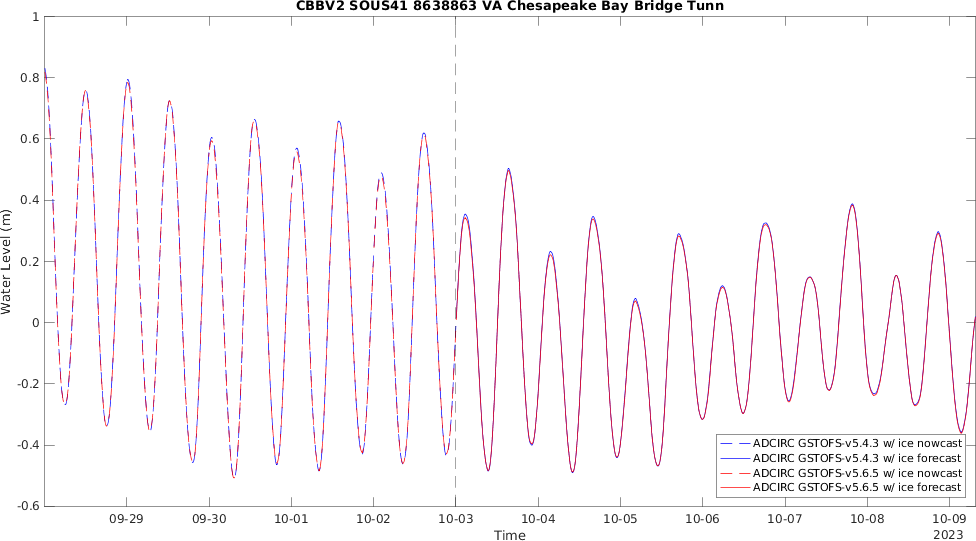 CBBV2 SOUS41 8638863 VA Chesapeake Bay Bridge Tunn
1
0.8
0.6
0.4
0.2
0
-0.2
-0.4
-0.6
Water Level (m)
ADCIRC GSTOFS-v5.4.3 w/ ice nowcast
ADCIRC GSTOFS-v5.4.3 w/ ice forecast
ADCIRC GSTOFS-v5.6.5 w/ ice nowcast
ADCIRC GSTOFS-v5.6.5 w/ ice forecast
09-29 09-30 10-01 10-02 10-03 10-04 10-05 10-06 10-07 10-08 10-09
Time 2023